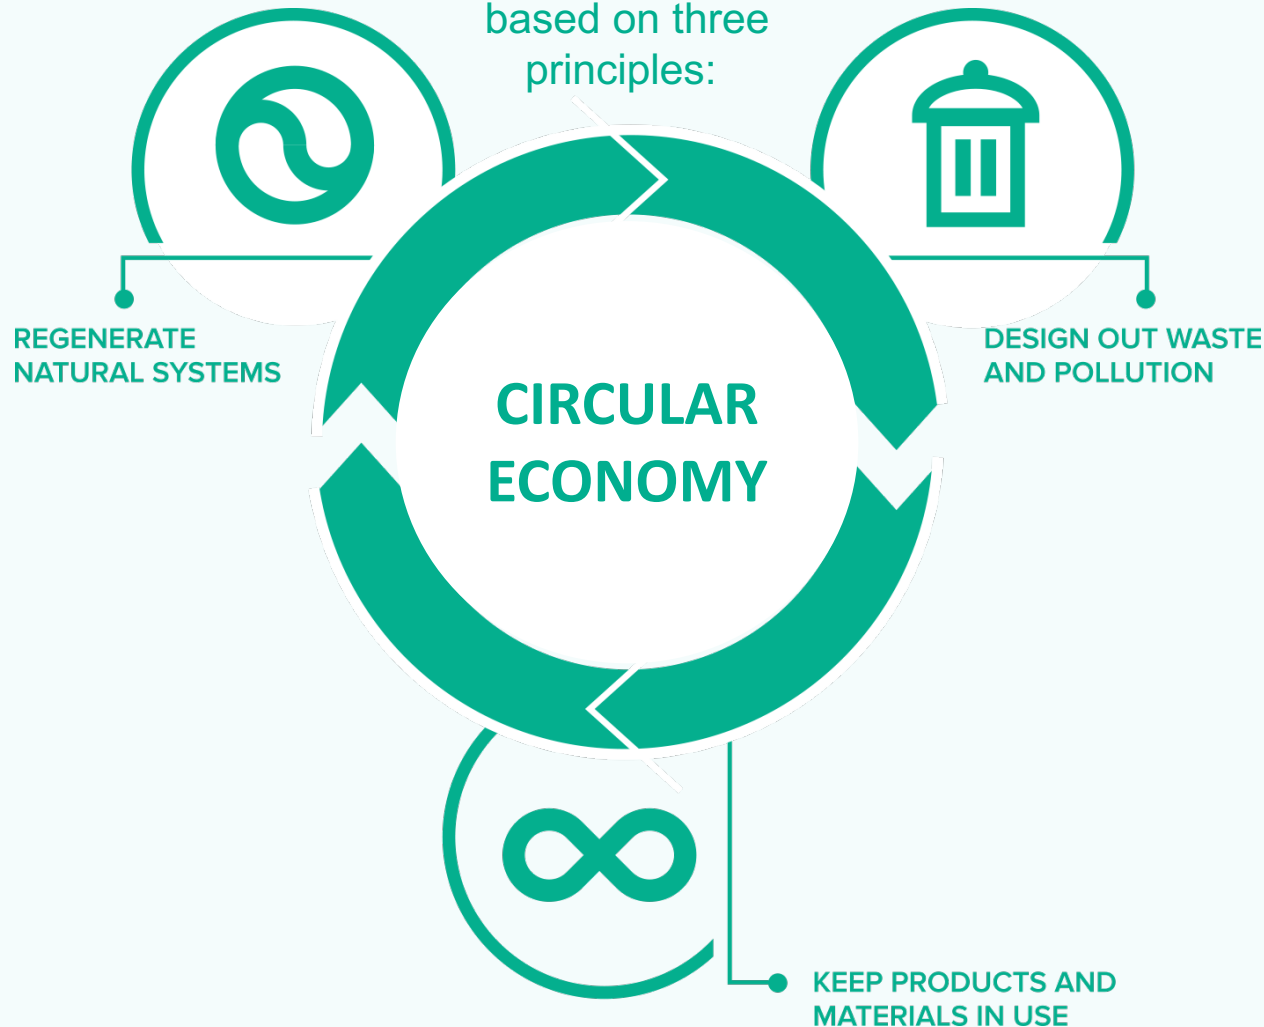 based on three
principles:
REGENERATE
NATURAL SYSTEMS
DESIGN OUT WASTE
AND POLLUTION
CIRCULAR
ECONOMY
KEEP PRODUCTS AND
MATERIALS IN USE